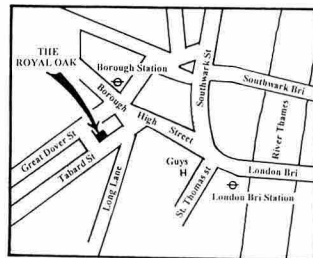 THE
ROYAL OAK
Borough Station
Southwark St
Southwark Bri
Borough
High
Street
River Thames
Great Dover St
Tabard St
Long Lane
Guys
H
St. Thomas st
London Bri
London Bri Station